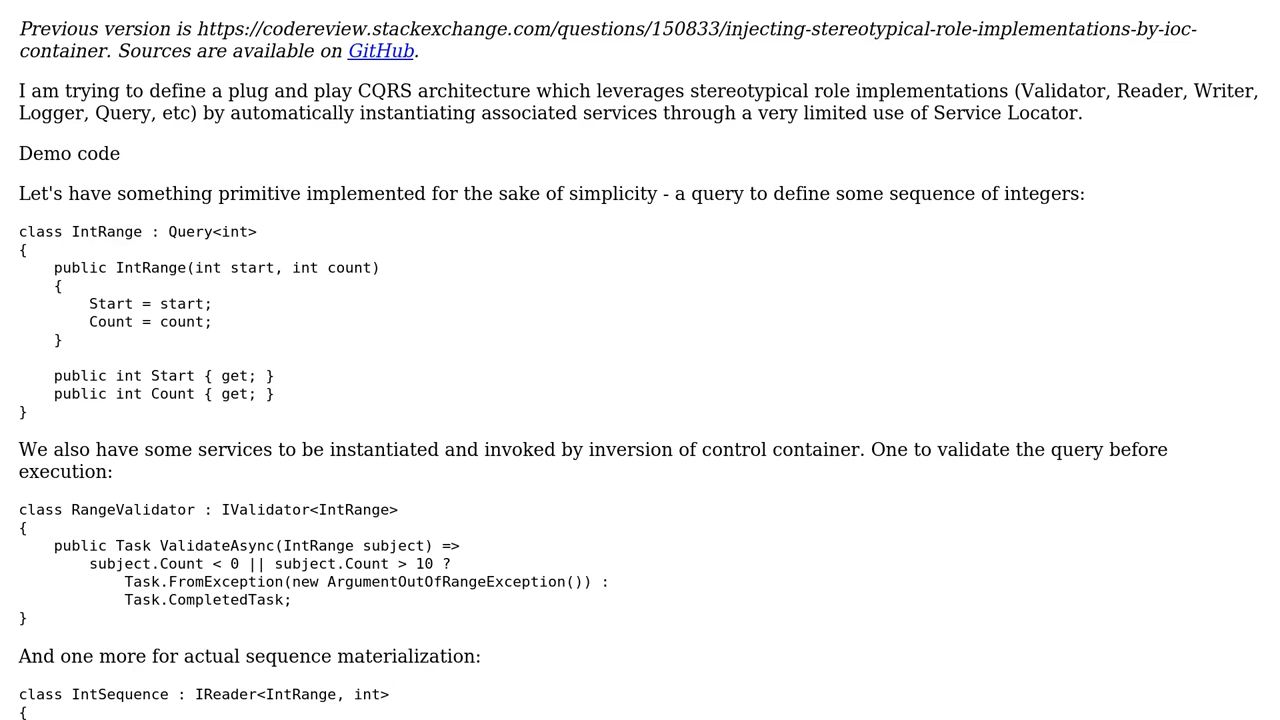 Previous version is https://codereview.stackexchange.com/questions/150833/injecting-stereotypical-role-implementations-by-ioc-
container. Sources are available on GitHub.
I am trying to define a plug and play CQRS architecture which leverages stereotypical role implementations (Validator, Reader, Writer,
Logger, Query, etc) by automatically instantiating associated services through a very limited use of Service Locator.
Demo code
Let's have something primitive implemented for the sake of simplicity - a query to define some sequence of integers:
class IntRange : Query<int>
{
    public IntRange(int start, int count)
    {
        Start = start;
        Count = count;
    }
    public int Start { get; }
    public int Count { get; }
}
We also have some services to be instantiated and invoked by inversion of control container. One to validate the query before
execution:
class RangeValidator : IValidator<IntRange>
{
    public Task ValidateAsync(IntRange subject) =>
        subject.Count < 0 || subject.Count > 10 ?
            Task.FromException(new ArgumentOutOfRangeException()) :
            Task.CompletedTask;
}
And one more for actual sequence materialization:
class IntSequence : IReader<IntRange, int>
{